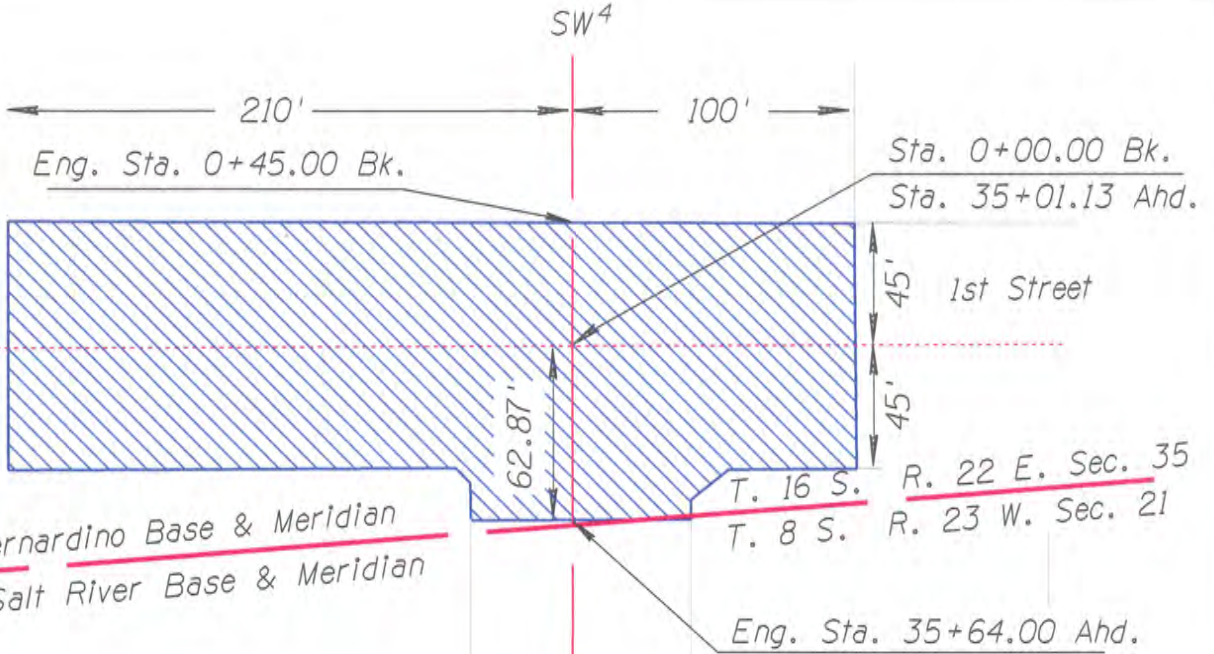 SW4
210'
100'
Eng. Sta. 0+45.00 Bk.
Sta. 0+00.00 Bk.
Sta. 35+01.13 Ahd.
45'
1st Street
62.87'
45'
T. 16 S. R. 22 E. Sec. 35
T. 8 S. R. 23 W. Sec. 21
ernardino Base & Meridian
Salt River Base & Meridian
Eng. Sta. 35+64.00 Ahd.